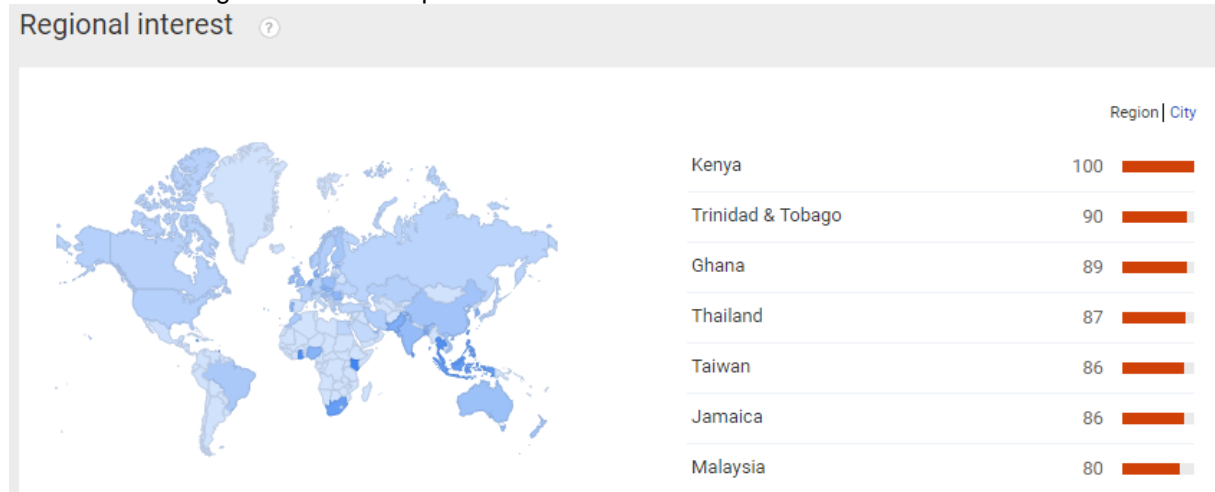 Regional interest ?
Region | City
Kenya 100
Trinidad & Tobago 90
Ghana 89
Thailand 87
Taiwan 86
Jamaica 86
Malaysia 80